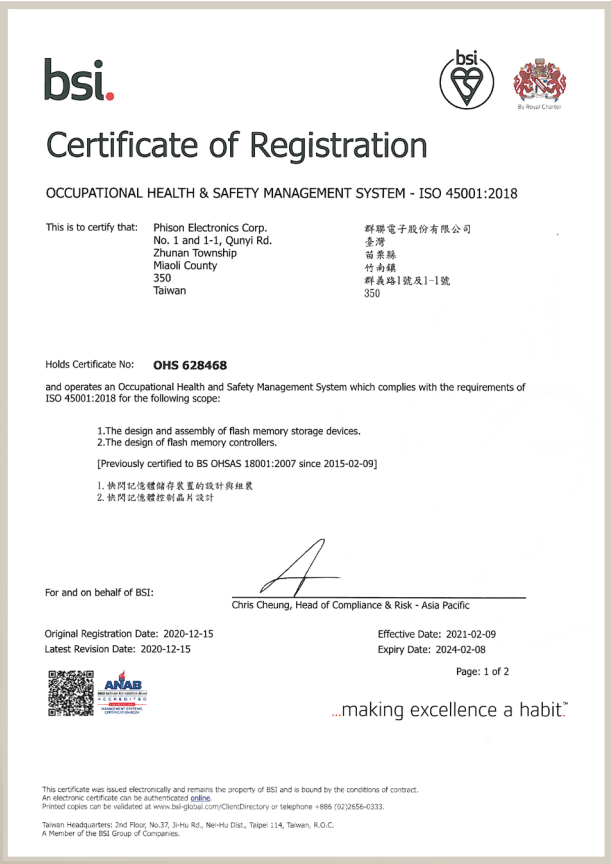 bsi.
bsi
By Royal Charter
Certificate of Registration
OCCUPATIONAL HEALTH & SAFETY MANAGEMENT SYSTEM - ISO 45001:2018
This is to certify that:
Phison Electronics Corp.
No. 1 and 1-1, Qunyi Rd.
Zhunan Township
Miaoli County
350
Taiwan
群聯電子股份有限公司
臺灣
苗栗縣
竹南鎮
群義路1號及1-1號
350
Holds Certificate No: OHS 628468
and operates an Occupational Health and Safety Management System which complies with the requirements of
ISO 45001:2018 for the following scope:
1.The design and assembly of flash memory storage devices.
2.The design of flash memory controllers.
[Previously certified to BS OHSAS 18001:2007 since 2015-02-09]
1. 快閃記憶體儲存裝置的設計與組裝
2. 快閃記憶體控制晶片設計
For and on behalf of BSI:
Chris Cheung, Head of Compliance & Risk - Asia Pacific
Original Registration Date: 2020-12-15
Latest Revision Date: 2020-12-15
Effective Date: 2021-02-09
Expiry Date: 2024-02-08
Page: 1 of 2
ANAB
ACCREDITED
MANAGEMENT SYSTEMS
CERTIFICATION BODY
...making excellence a habit.™
This certificate was issued electronically and remains the property of BSI and is bound by the conditions of contract.
An electronic certificate can be authenticated online.
Printed copies can be validated at www.bsi-global.com/ClientDirectory or telephone +886 (02)2656-0333.
Taiwan Headquarters: 2nd Floor, No.37, Ji-Hu Rd., Nei-Hu Dist., Taipei 114, Taiwan, R.O.C.
A Member of the BSI Group of Companies.